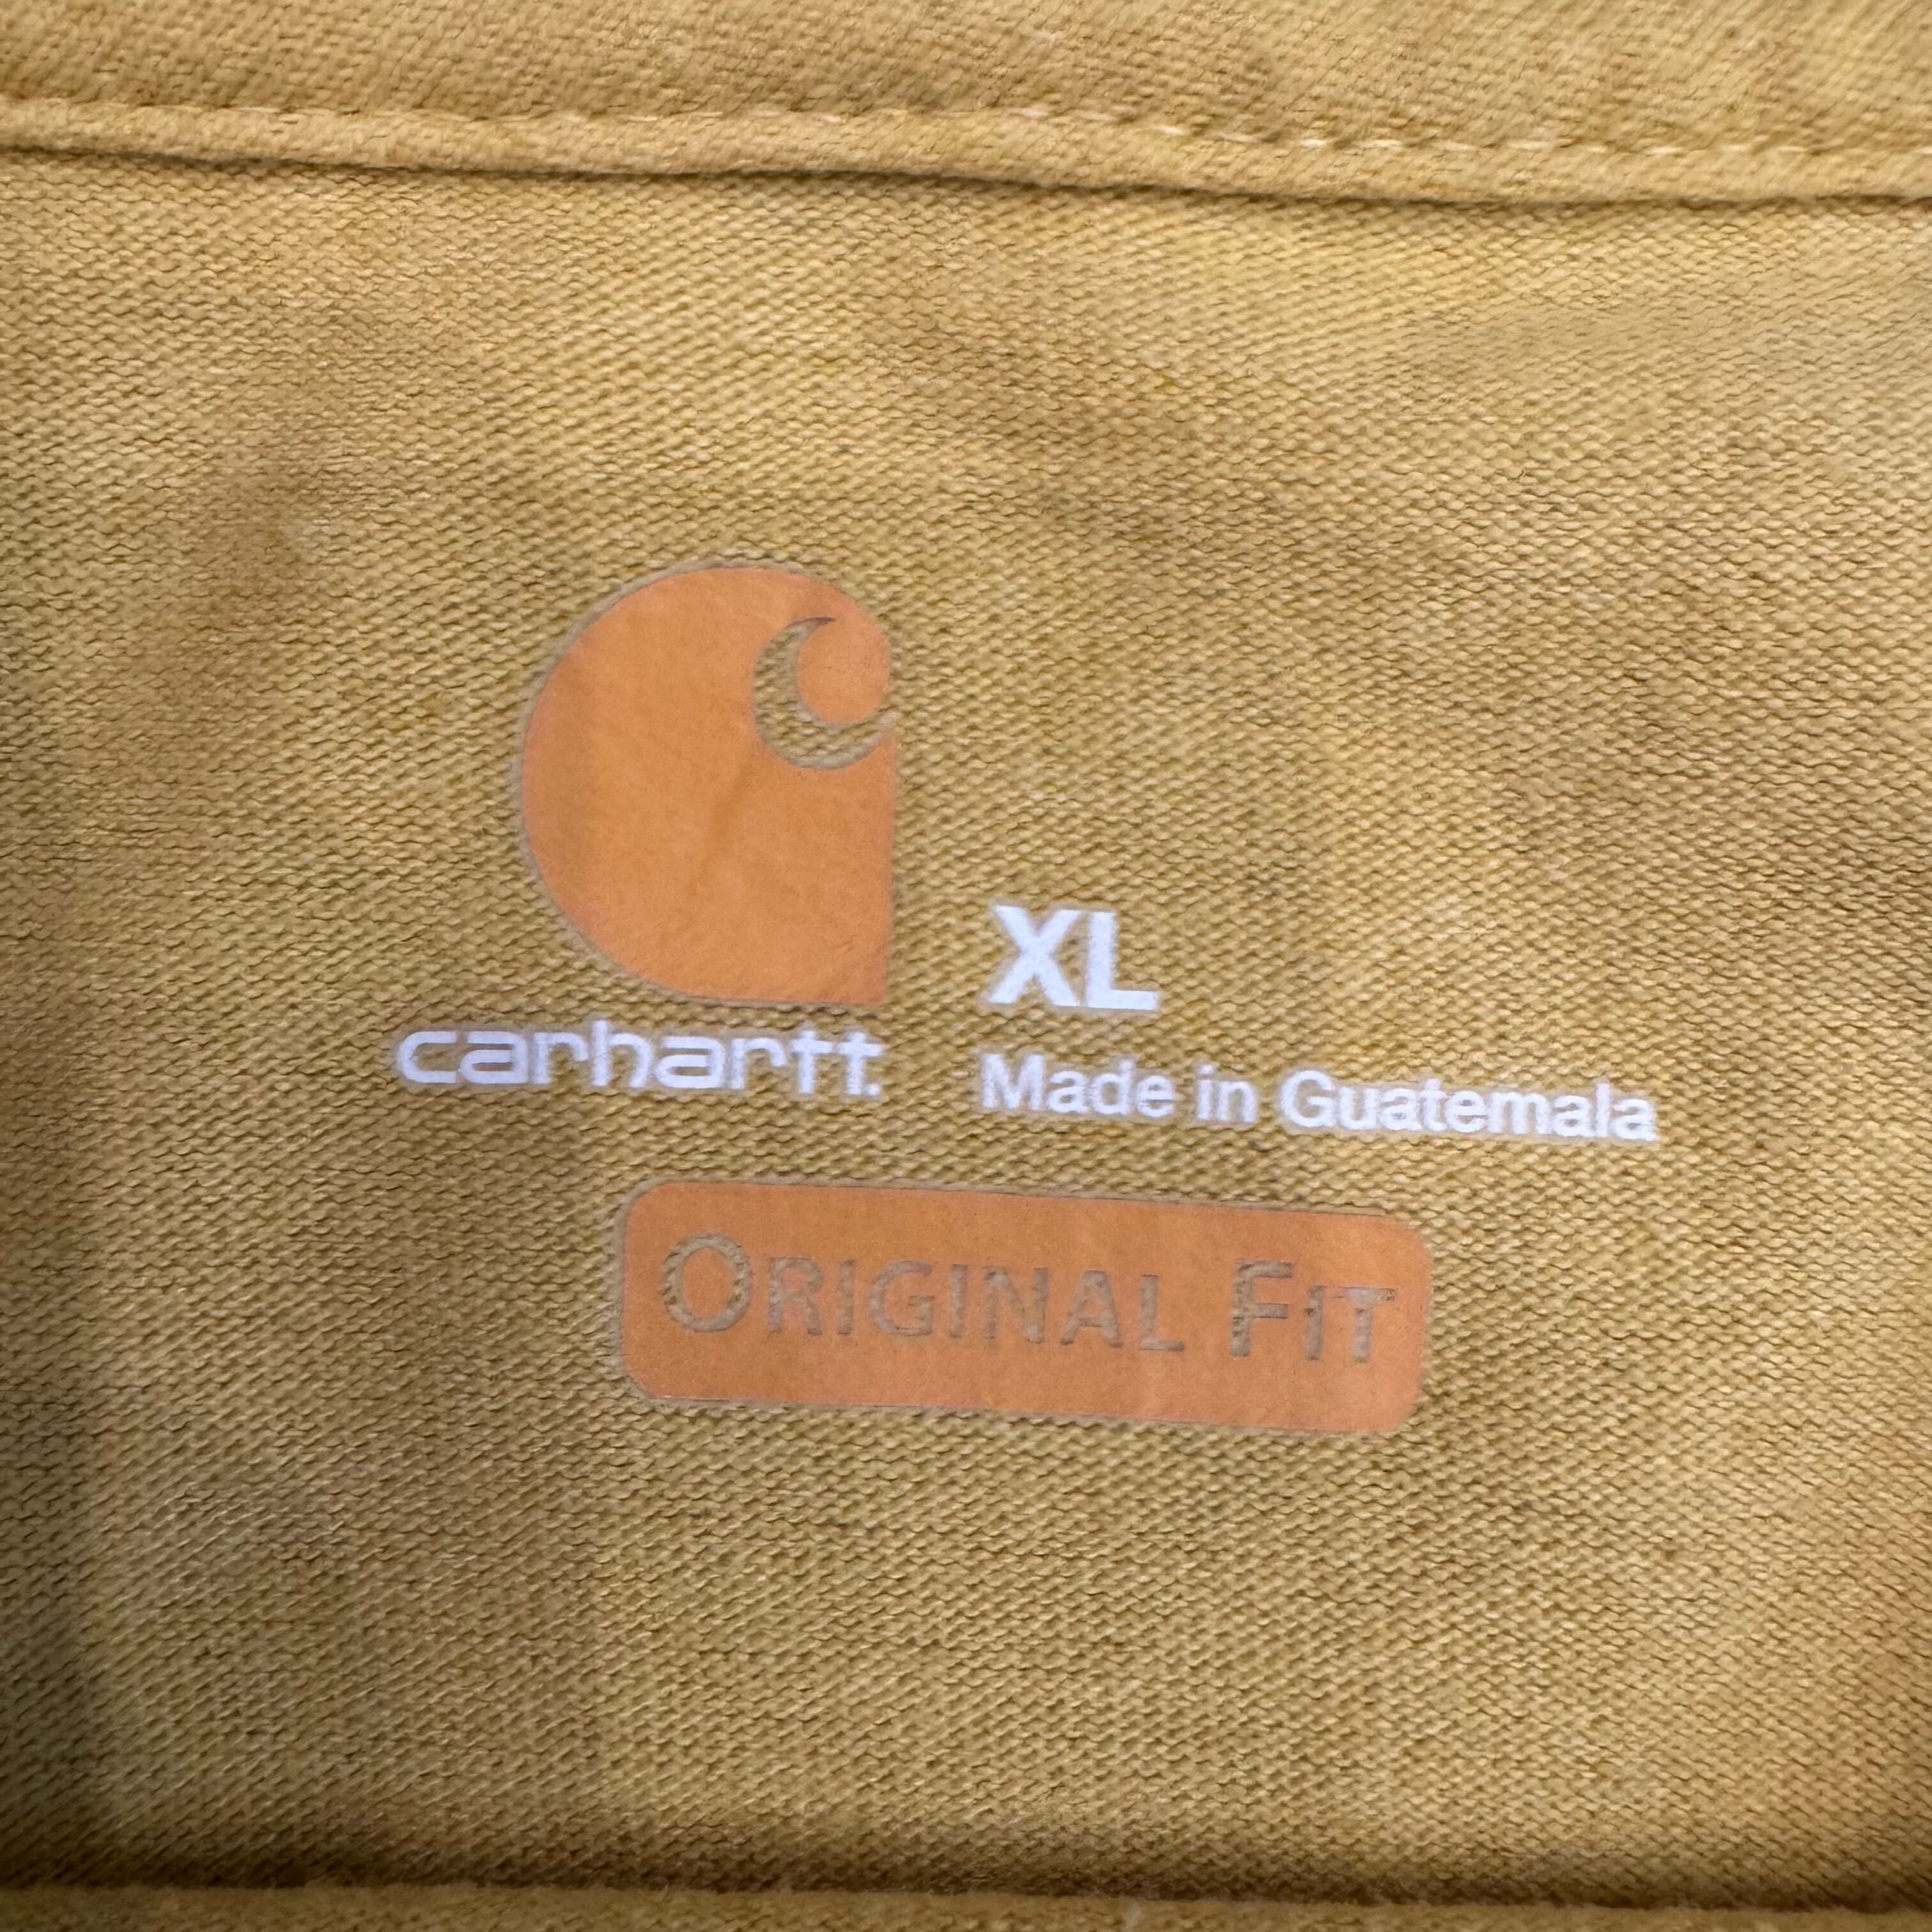 XL
carhartt.
Made in Guatemala
ORIGINAL FIT